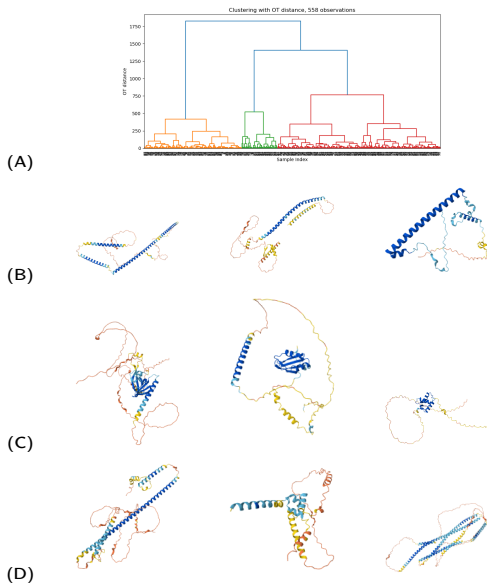 Clustering with OT distance, 558 observations
1750
1500
1250
1000
750
500
250
0
OT distance
Sample Index
(A)
(B)
(C)
(D)